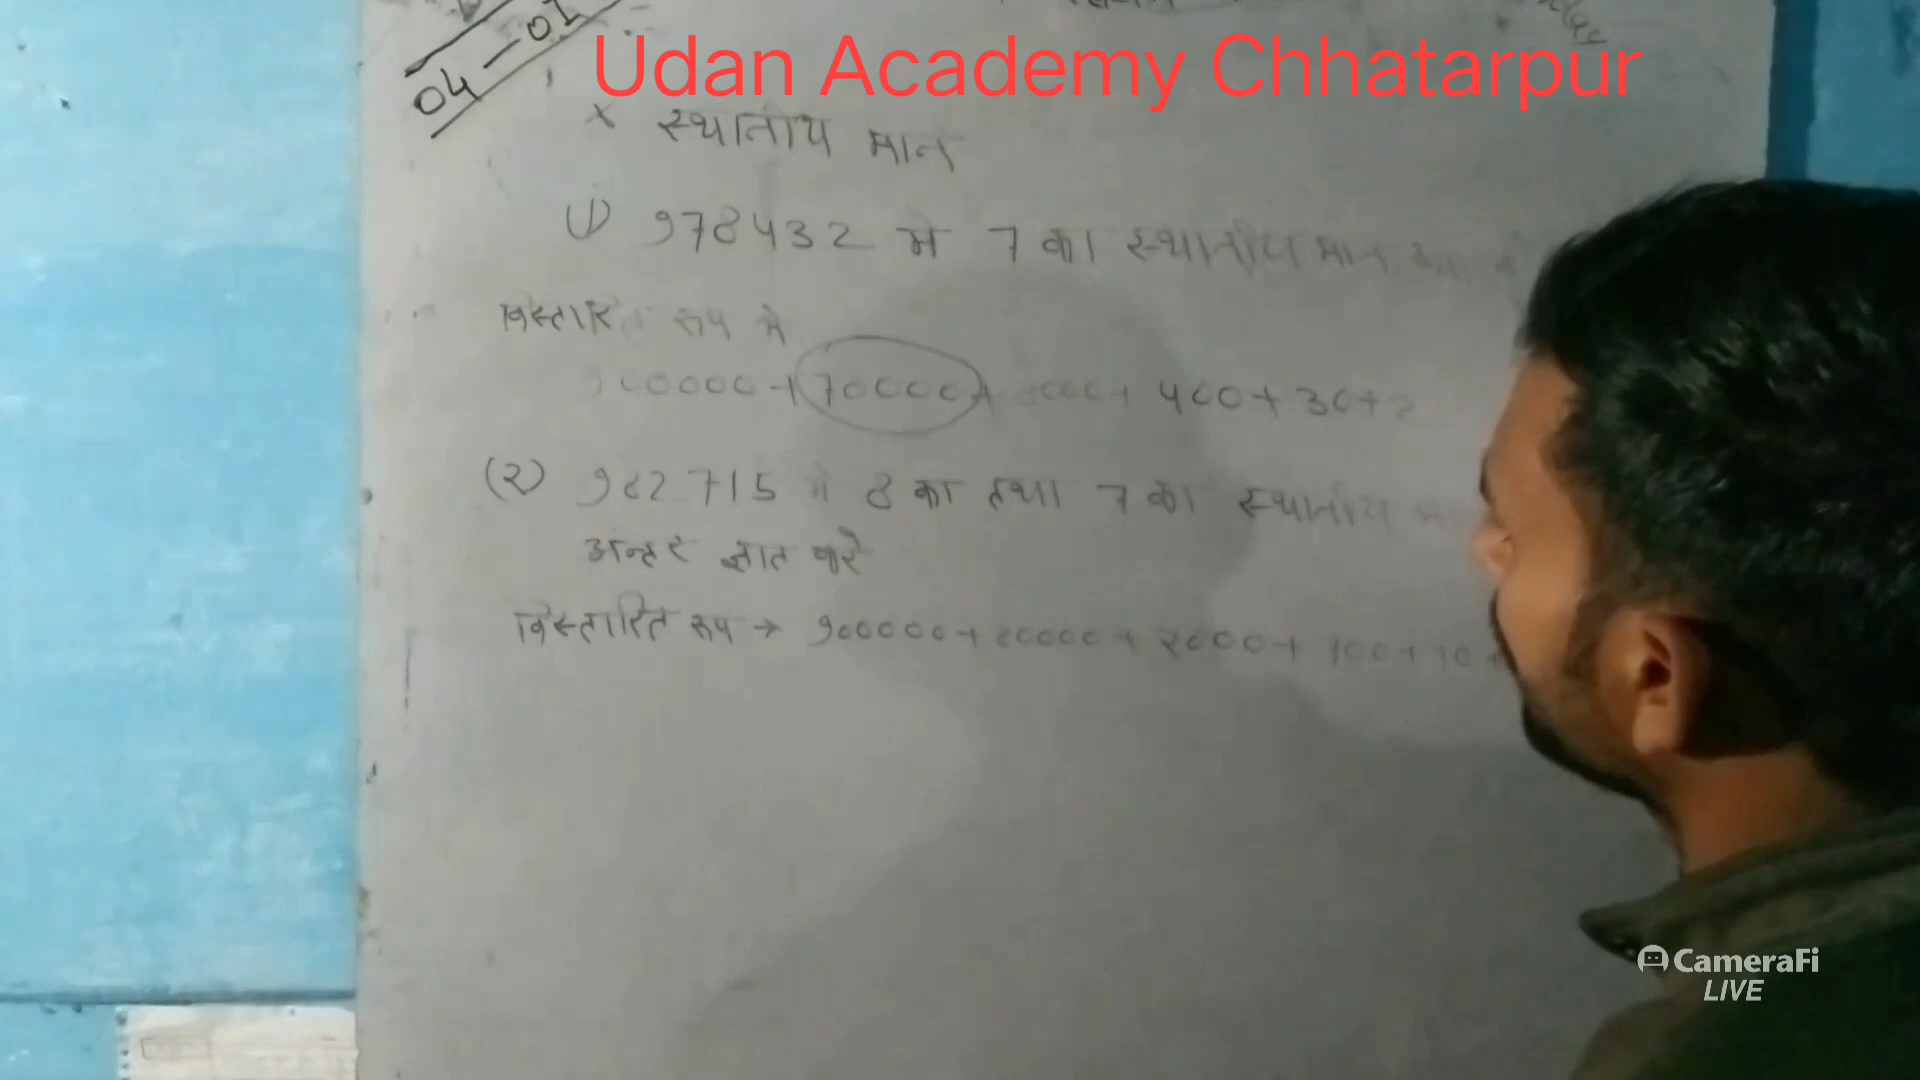 04-01
Udan Academy Chhatarpur
x स्थानीय मान
(1) 978432 मे 7 का स्थानीय मान
विस्तारित रूप मे
900000+70000+8000+400+30+2
(२) 982715 मे 8 का तथा 7 का स्थानीय
अन्तर ज्ञात करे
विस्तारित रूप → 900000+80000+2000+700+10+
CameraFi
LIVE